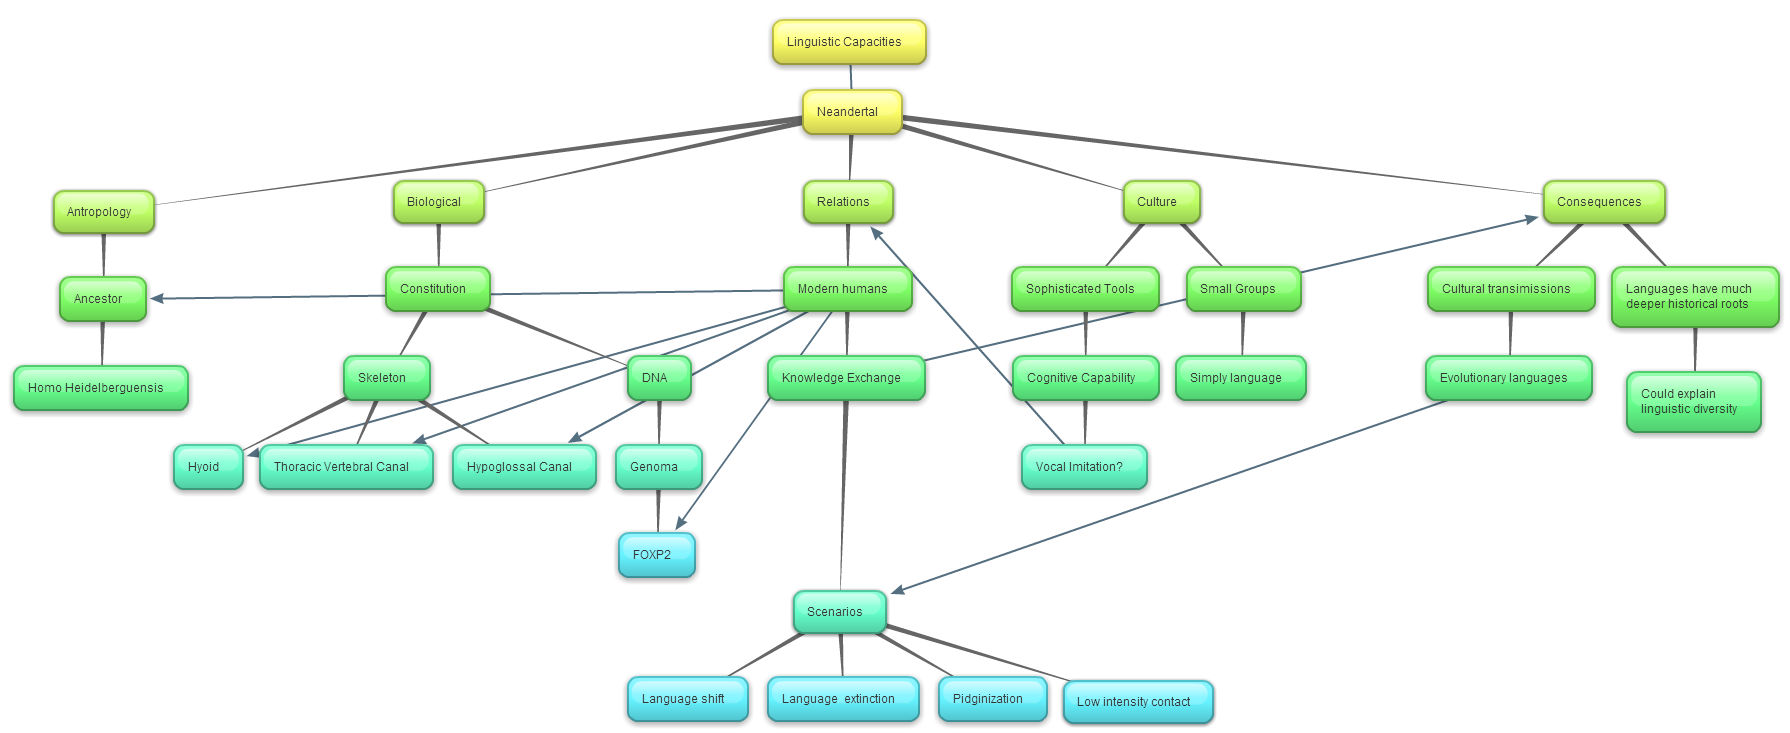 Linguistic Capacities
Neandertal
Antropology
Biological
Relations
Culture
Consequences
Ancestor
Constitution
Modern humans
Sophisticated Tools
Small Groups
Cultural transimissions
Languages have much
deeper historical roots
Homo Heidelberguensis
Skeleton
DNA
Knowledge Exchange
Cognitive Capability
Simply language
Evolutionary languages
Could explain
linguistic diversity
Hyoid
Thoracic Vertebral Canal
Hypoglossal Canal
Genoma
Vocal Imitation?
FOXP2
Scenarios
Language shift
Language extinction
Pidginization
Low intensity contact